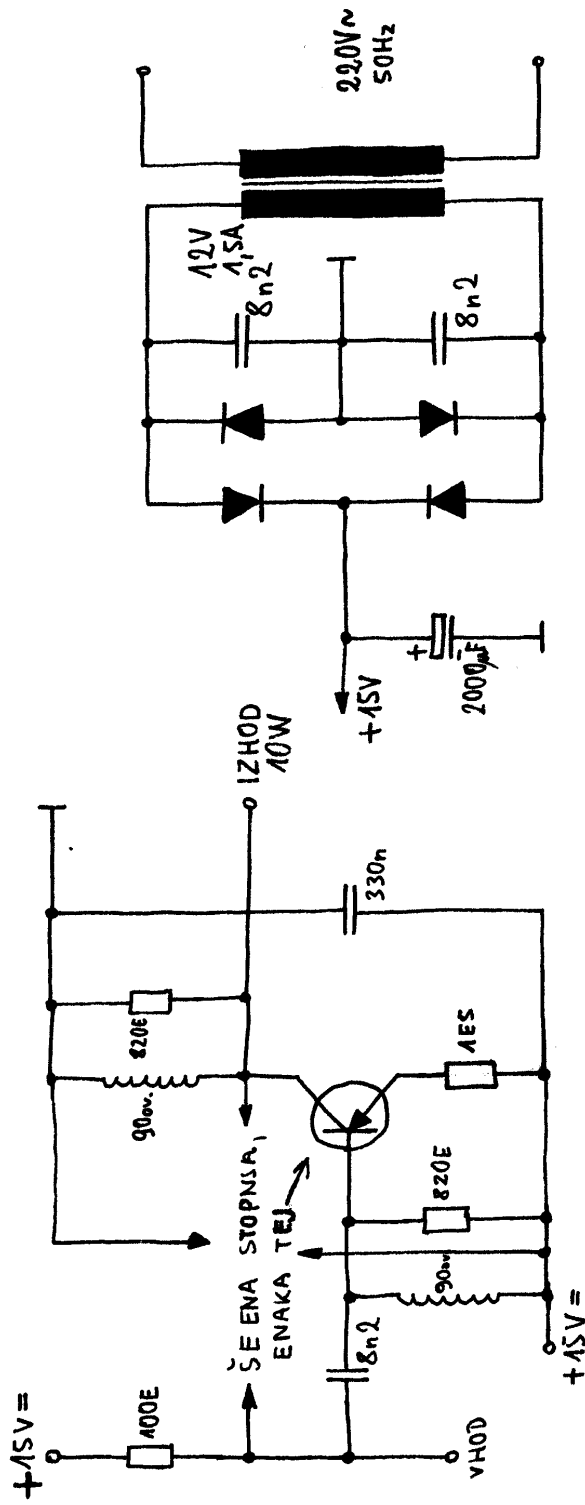 +15V=
100E
VHOD
ŠE ENA STOPNJA,
ENAKA TEJ
8n2
90ov.
820E
+15V=
90ov.
820E
1E5
330n
IZHOD
10W
+15V
+
2000µF
12V
1,5A
8n2
8n2
220V~
50Hz